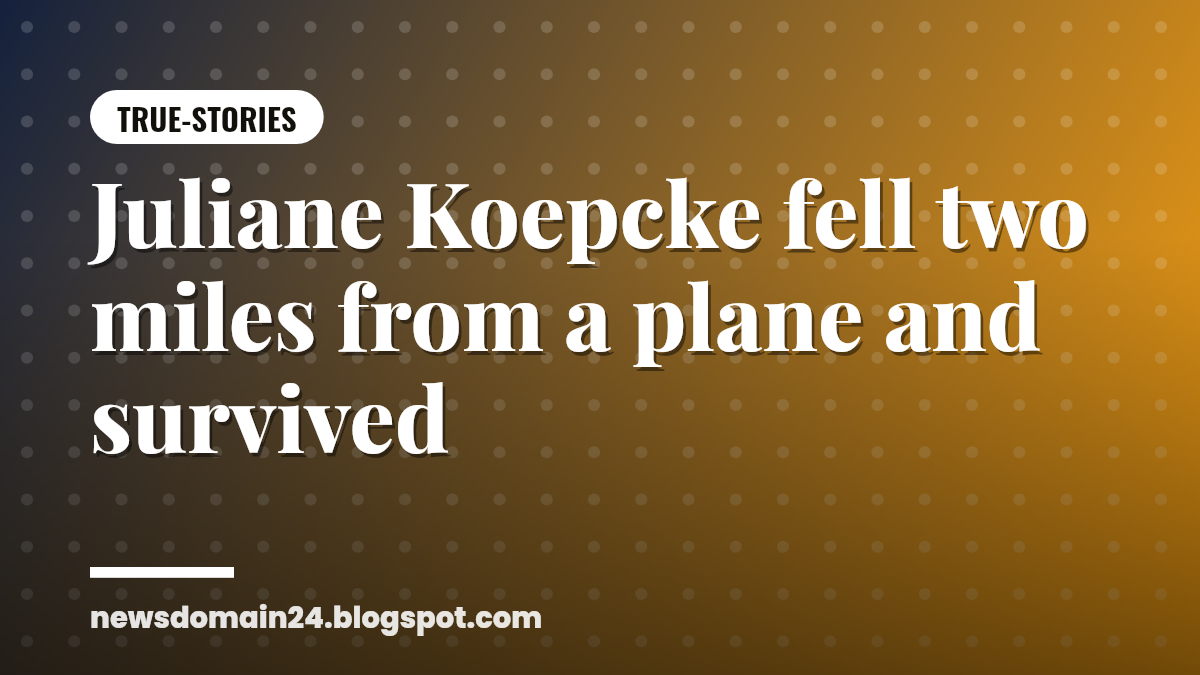 TRUE-STORIES
Juliane Koepcke fell two
miles from a plane and
survived
newsdomain24.blogspot.com